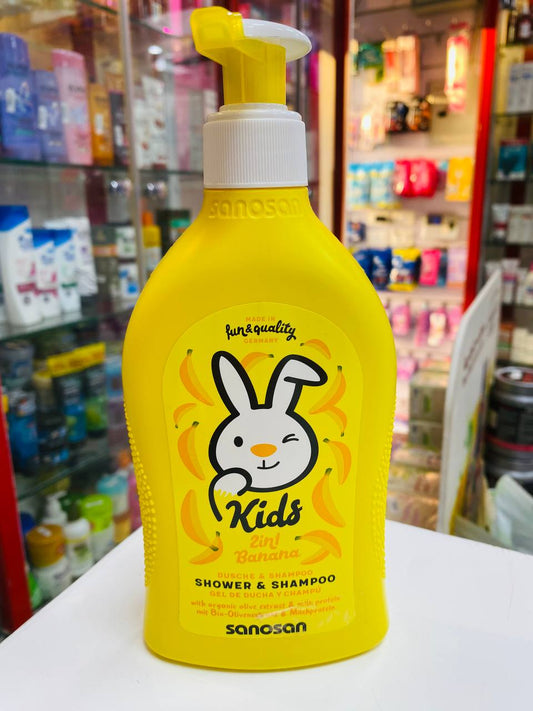 sanosan
MADE IN
fun&quality
GERMANY
Kids
2in1
Banana
DUSCHE & SHAMPOO
SHOWER & SHAMPOO
GEL DE DUCHA Y CHAMPU
with organic olive extract & milk protein
mit Bio-Olivenextrakt & Milchprotein
sanosan